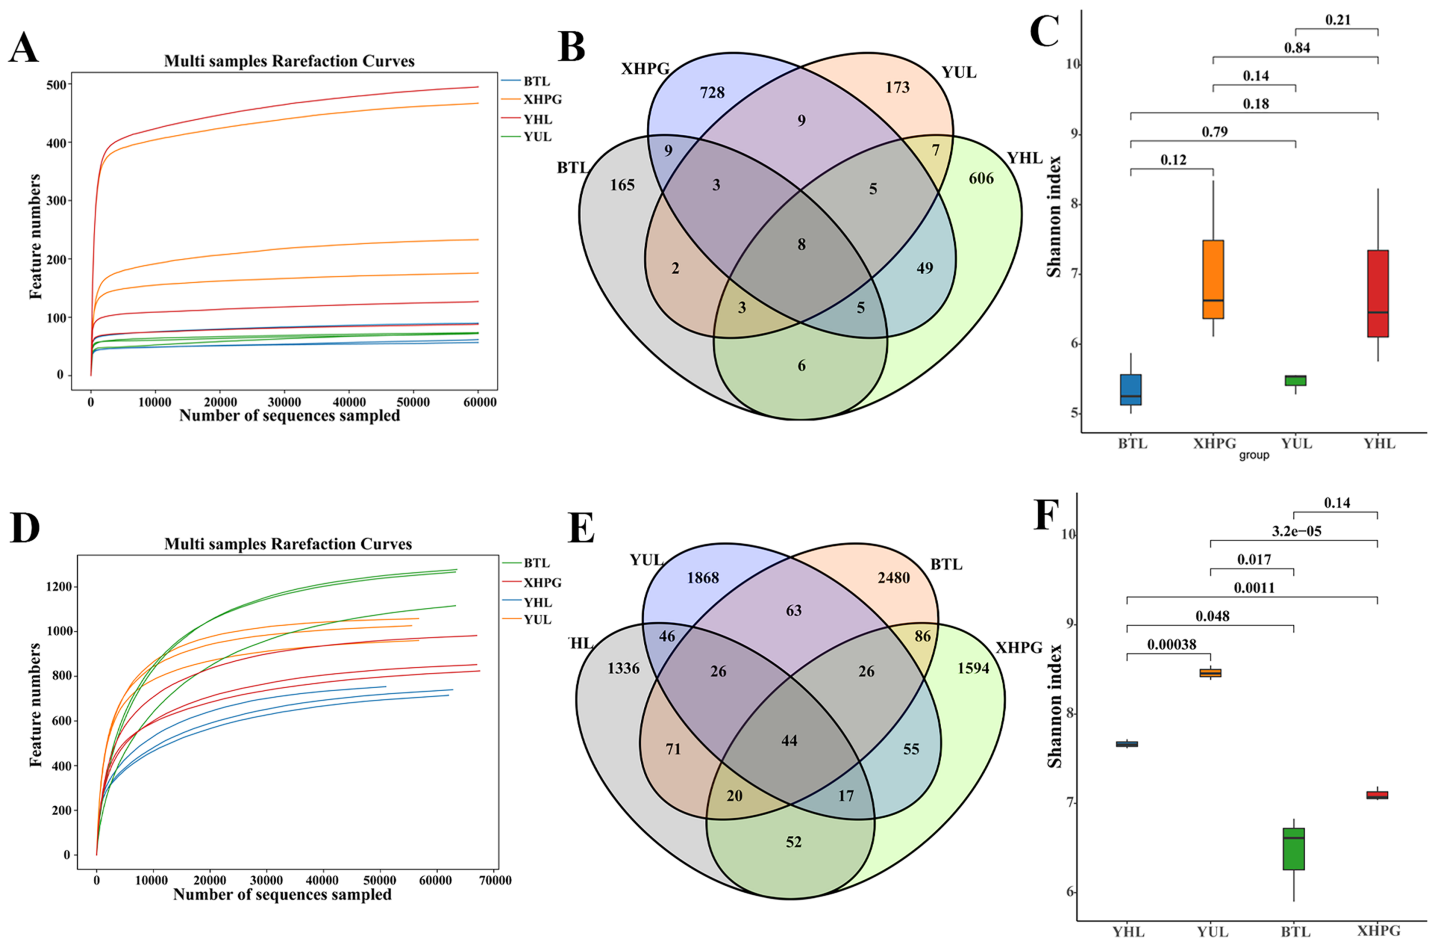 A
Multi samples Rarefaction Curves
Feature numbers
500
400
300
200
100
0
0 10000 20000 30000 40000 50000 60000
Number of sequences sampled
BTL
XHPG
YHL
YUL
B
XHPG
YUL
BTL
YHL
728
173
9
9
7
165
3
5
606
8
2
49
3
5
6
C
Shannon index
10
9
8
7
6
5
0.21
0.84
0.14
0.18
0.79
0.12
BTL XHPG YUL YHL
group
D
Multi samples Rarefaction Curves
Feature numbers
1200
1000
800
600
400
200
0
0 10000 20000 30000 40000 50000 60000 70000
Number of sequences sampled
BTL
XHPG
YHL
YUL
E
YUL
BTL
HL
XHPG
1868
2480
63
46
86
1336
26
26
1594
44
71
55
20
17
52
F
Shannon index
10
9
8
7
6
0.14
3.2e−05
0.017
0.0011
0.048
0.00038
YHL YUL BTL XHPG